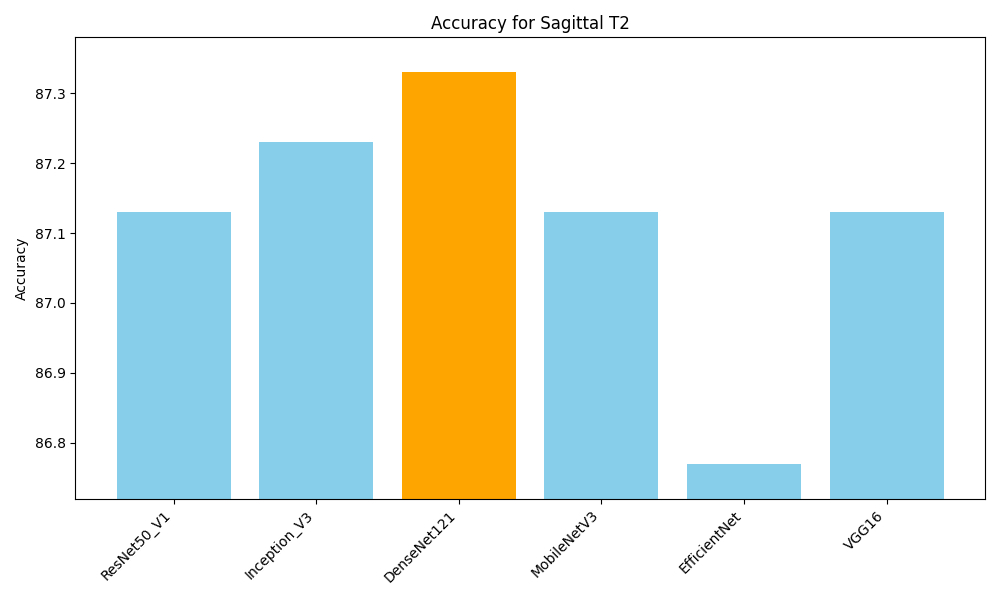 Accuracy for Sagittal T2
Accuracy
87.3
87.2
87.1
87.0
86.9
86.8
ResNet50_V1
Inception_V3
DenseNet121
MobileNetV3
EfficientNet
VGG16